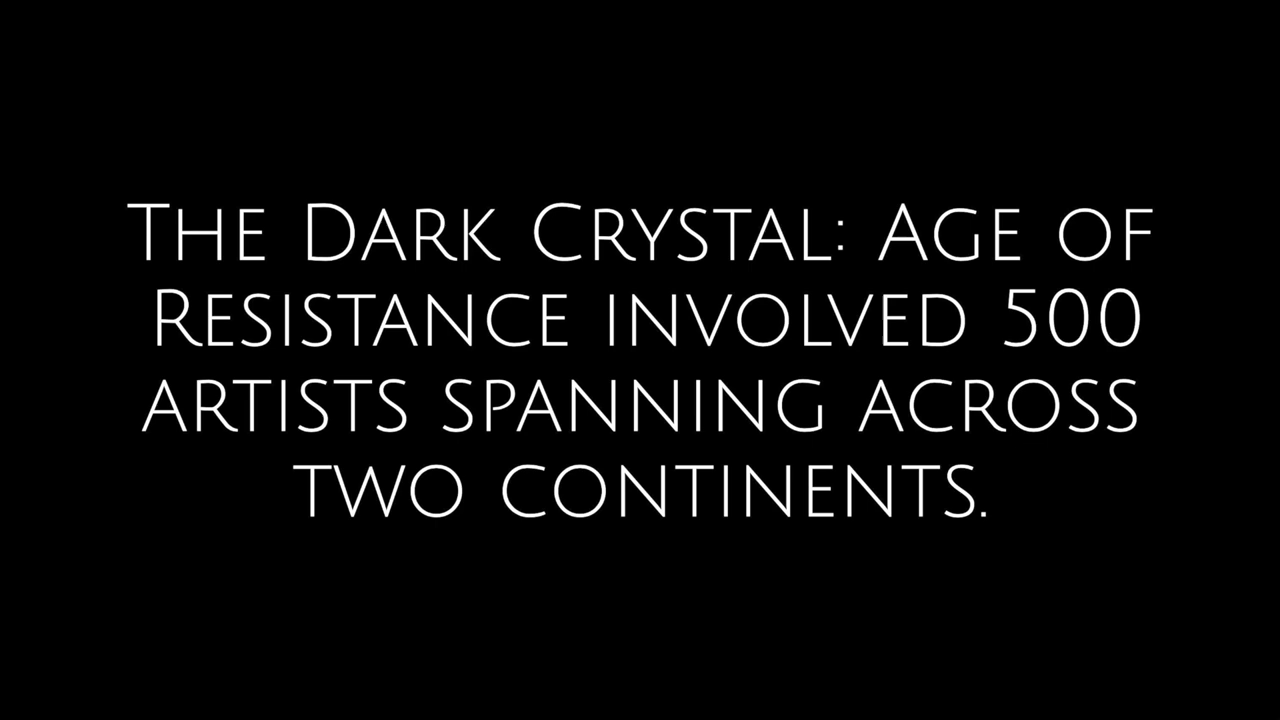 The Dark Crystal: Age of
Resistance involved 500
artists spanning across
two continents.